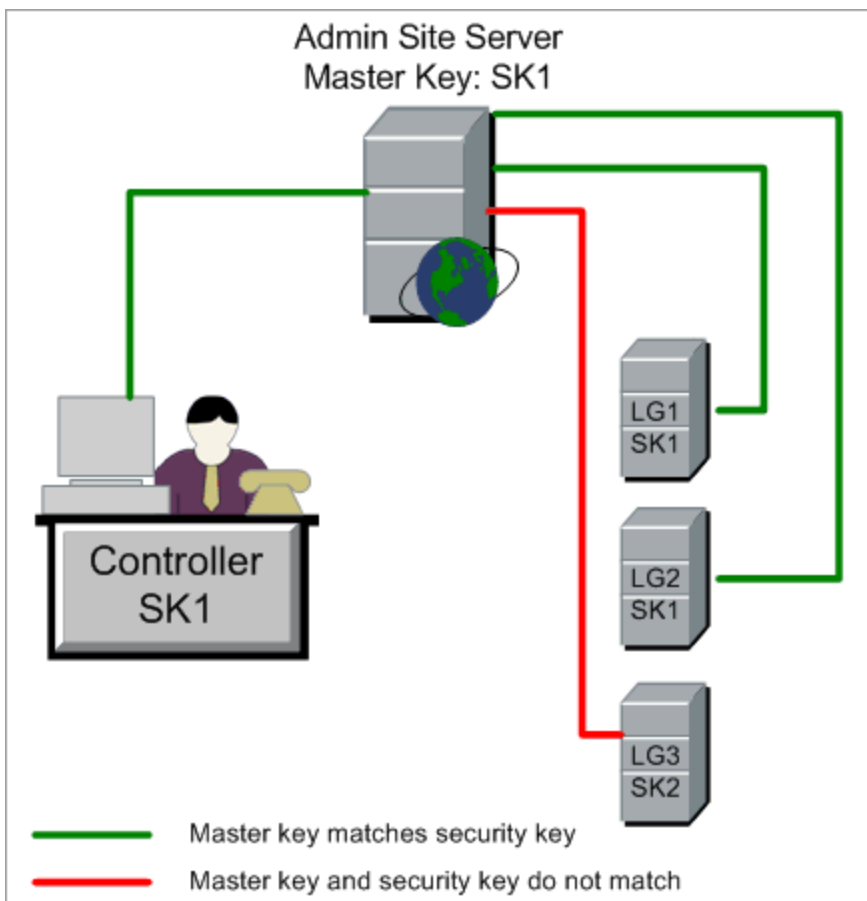 Admin Site Server
Master Key: SK1
LG1
SK1
LG2
SK1
Controller
SK1
LG3
SK2
Master key matches security key
Master key and security key do not match